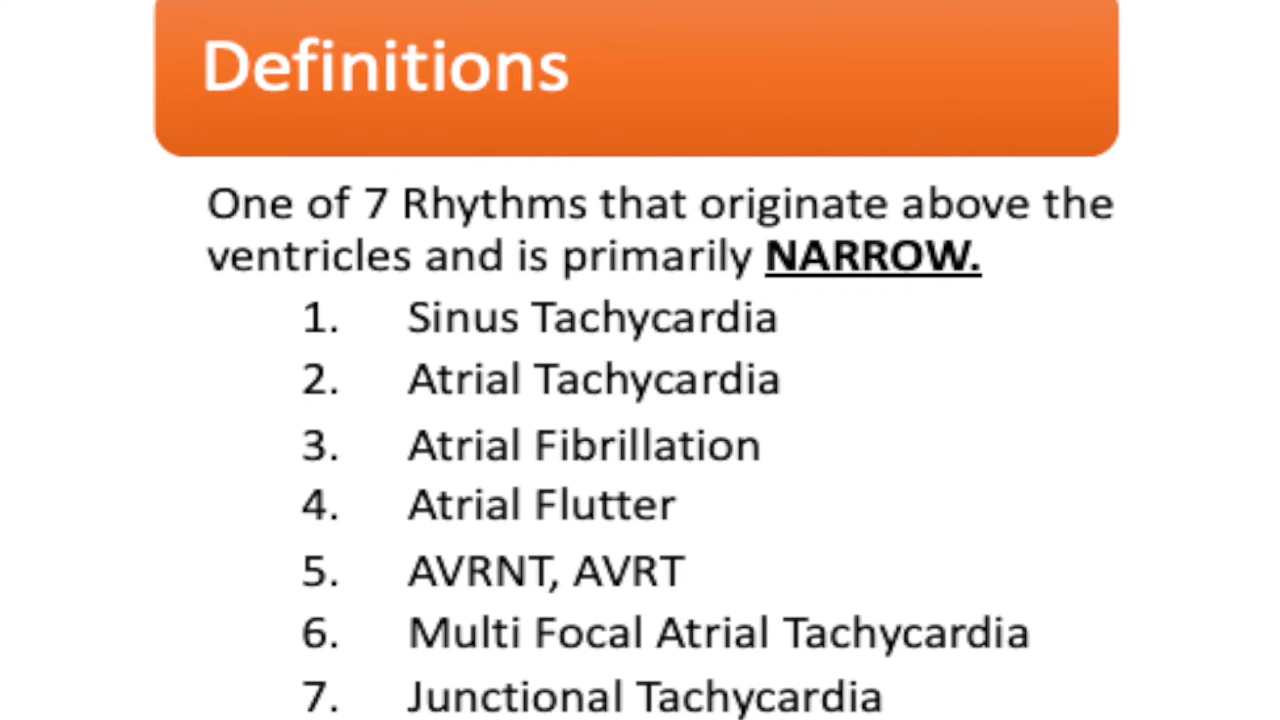 Definitions
One of 7 Rhythms that originate above the
ventricles and is primarily NARROW.
1. Sinus Tachycardia
2. Atrial Tachycardia
3. Atrial Fibrillation
4. Atrial Flutter
5. AVRNT, AVRT
6. Multi Focal Atrial Tachycardia
7. Junctional Tachycardia